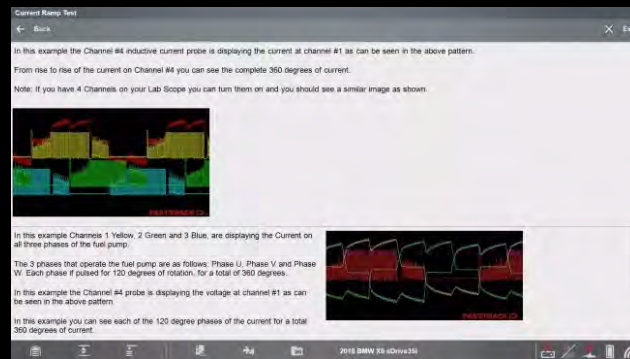 Current Ramp Test
Back
In this example the Channel #4 inductive current probe is displaying the current at channel #1 as can be seen in the above pattern.
From rise to rise of the current on Channel #4 you can see the complete 360 degrees of current.
Note: If you have 4 Channels on your Lab Scope you can turn them on and you should see a similar image as shown.
FASTTRACK
In this example Channels 1 Yellow, 2 Green and 3 Blue, are displaying the Current on
all three phases of the fuel pump.
The 3 phases that operate the fuel pump are as follows: Phase U, Phase V and Phase
W. Each phase if pulsed for 120 degrees of rotation, for a total of 360 degrees.
In this example the Channel #4 probe is displaying the voltage at channel #1 as can
be seen in the above pattern.
In this example you can see each of the 120 degree phases of the current for a total
360 degrees of current.
FASTTRACK